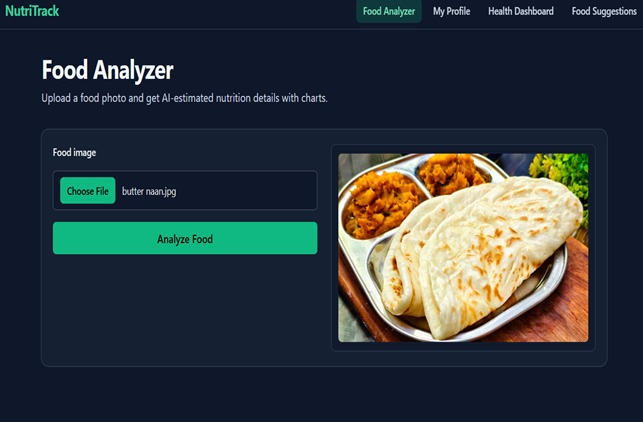 NutriTrack
Food Analyzer My Profile Health Dashboard Food Suggestions
Food Analyzer
Upload a food photo and get AI-estimated nutrition details with charts.
Food image
Choose File butter naan.jpg
Analyze Food